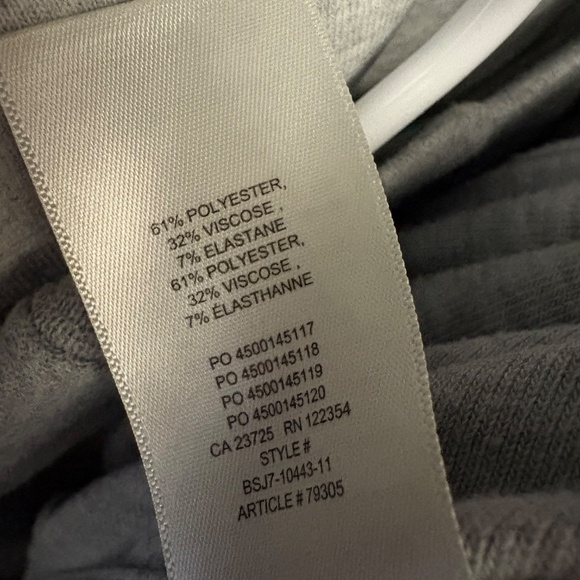 61% POLYESTER,
32% VISCOSE ,
7% ELASTANE
61% POLYESTER,
32% VISCOSE ,
7% ÉLASTHANNE
PO 4500145117
PO 4500145118
PO 4500145119
PO 4500145120
CA 23725 RN 122354
STYLE #
BSJ7-10443-11
ARTICLE # 79305